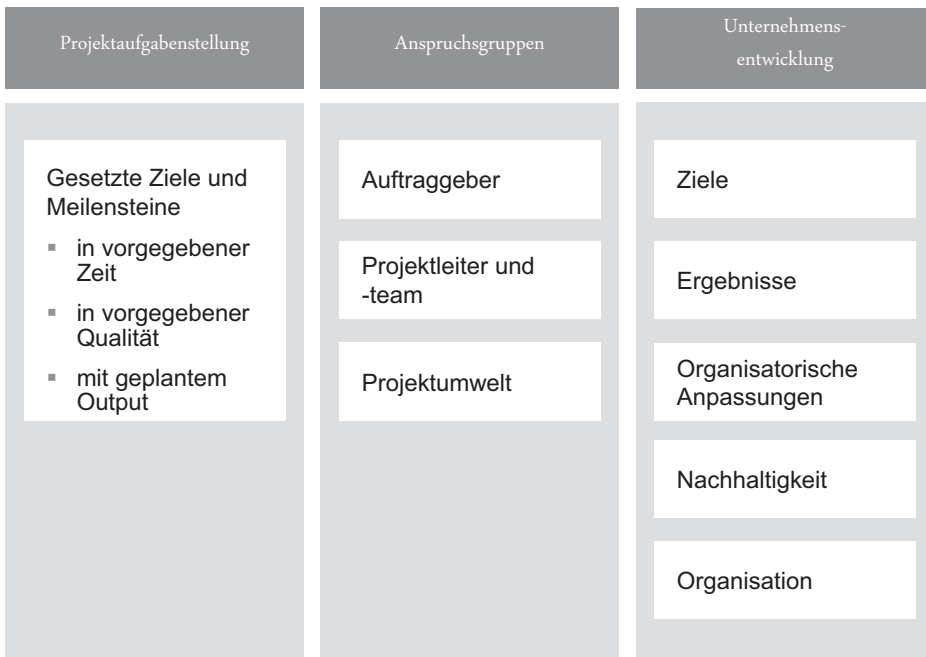 Projektaufgabenstellung
Anspruchsgruppen
Unternehmens-
entwicklung
Gesetzte Ziele und
Meilensteine
▪ in vorgegebener
Zeit
▪ in vorgegebener
Qualität
▪ mit geplantem
Output
Auftraggeber
Projektleiter und
-team
Projektumwelt
Ziele
Ergebnisse
Organisatorische
Anpassungen
Nachhaltigkeit
Organisation